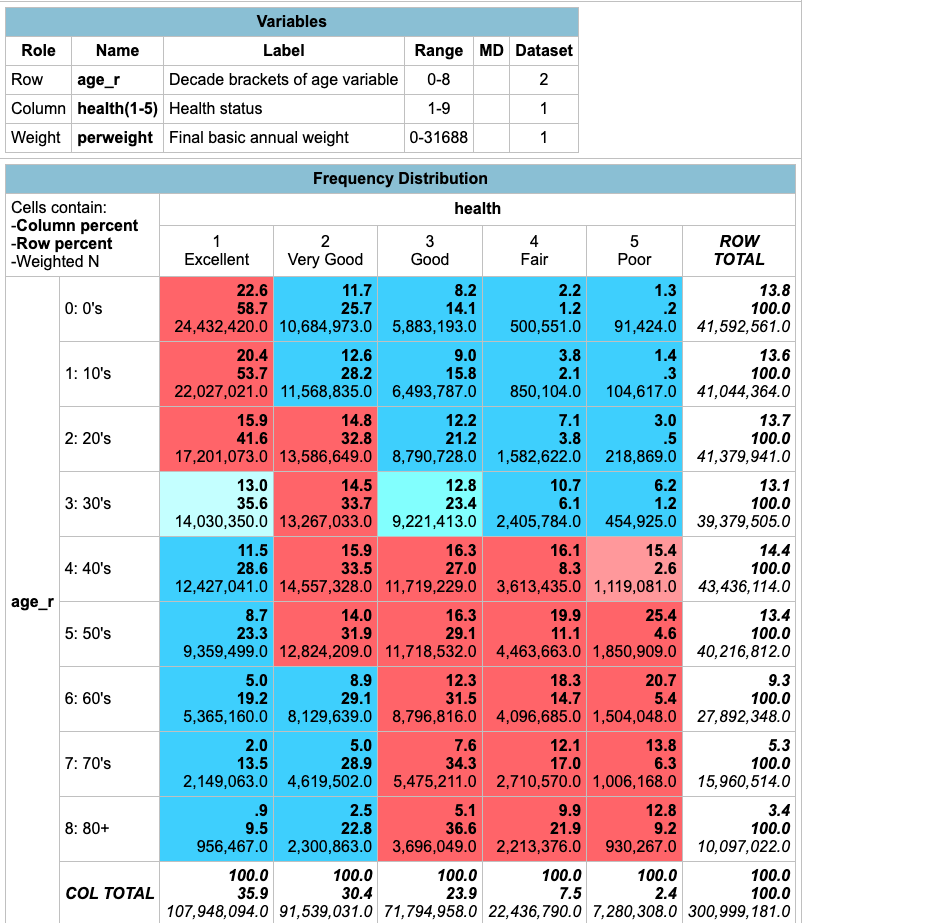 Variables
Role Name Label Range MD Dataset
Row age_r Decade brackets of age variable 0-8 2
Column health(1-5) Health status 1-9 1
Weight perweight Final basic annual weight 0-31688 1
Frequency Distribution
Cells contain:
-Column percent
-Row percent
-Weighted N
health
1 2 3 4 5 ROW
Excellent Very Good Good Fair Poor TOTAL
age_r
0: 0's
22.6 11.7 8.2 2.2 1.3 13.8
58.7 25.7 14.1 1.2 .2 100.0
24,432,420.0 10,684,973.0 5,883,193.0 500,551.0 91,424.0 41,592,561.0
1: 10's
20.4 12.6 9.0 3.8 1.4 13.6
53.7 28.2 15.8 2.1 .3 100.0
22,027,021.0 11,568,835.0 6,493,787.0 850,104.0 104,617.0 41,044,364.0
2: 20's
15.9 14.8 12.2 7.1 3.0 13.7
41.6 32.8 21.2 3.8 .5 100.0
17,201,073.0 13,586,649.0 8,790,728.0 1,582,622.0 218,869.0 41,379,941.0
3: 30's
13.0 14.5 12.8 10.7 6.2 13.1
35.6 33.7 23.4 6.1 1.2 100.0
14,030,350.0 13,267,033.0 9,221,413.0 2,405,784.0 454,925.0 39,379,505.0
4: 40's
11.5 15.9 16.3 16.1 15.4 14.4
28.6 33.5 27.0 8.3 2.6 100.0
12,427,041.0 14,557,328.0 11,719,229.0 3,613,435.0 1,119,081.0 43,436,114.0
5: 50's
8.7 14.0 16.3 19.9 25.4 13.4
23.3 31.9 29.1 11.1 4.6 100.0
9,359,499.0 12,824,209.0 11,718,532.0 4,463,663.0 1,850,909.0 40,216,812.0
6: 60's
5.0 8.9 12.3 18.3 20.7 9.3
19.2 29.1 31.5 14.7 5.4 100.0
5,365,160.0 8,129,639.0 8,796,816.0 4,096,685.0 1,504,048.0 27,892,348.0
7: 70's
2.0 5.0 7.6 12.1 13.8 5.3
13.5 28.9 34.3 17.0 6.3 100.0
2,149,063.0 4,619,502.0 5,475,211.0 2,710,570.0 1,006,168.0 15,960,514.0
8: 80+
.9 2.5 5.1 9.9 12.8 3.4
9.5 22.8 36.6 21.9 9.2 100.0
956,467.0 2,300,863.0 3,696,049.0 2,213,376.0 930,267.0 10,097,022.0
COL TOTAL
100.0 100.0 100.0 100.0 100.0 100.0
35.9 30.4 23.9 7.5 2.4 100.0
107,948,094.0 91,539,031.0 71,794,958.0 22,436,790.0 7,280,308.0 300,999,181.0